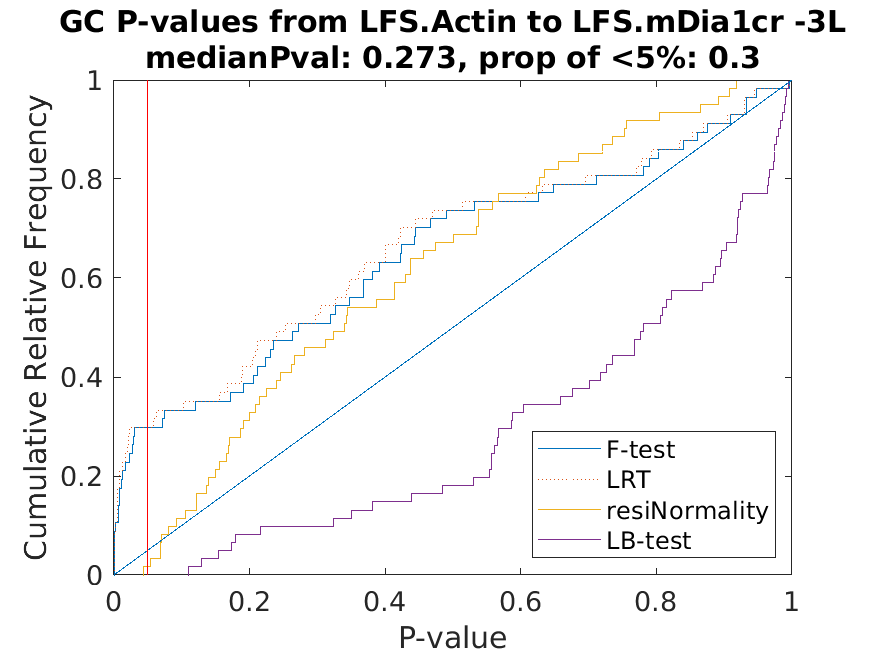 GC P-values from LFS.Actin to LFS.mDia1cr -3L
medianPval: 0.273, prop of <5%: 0.3
1
0.8
0.6
0.4
0.2
0
Cumulative Relative Frequency
F-test
LRT
resiNormality
LB-test
0 0.2 0.4 0.6 0.8 1
P-value